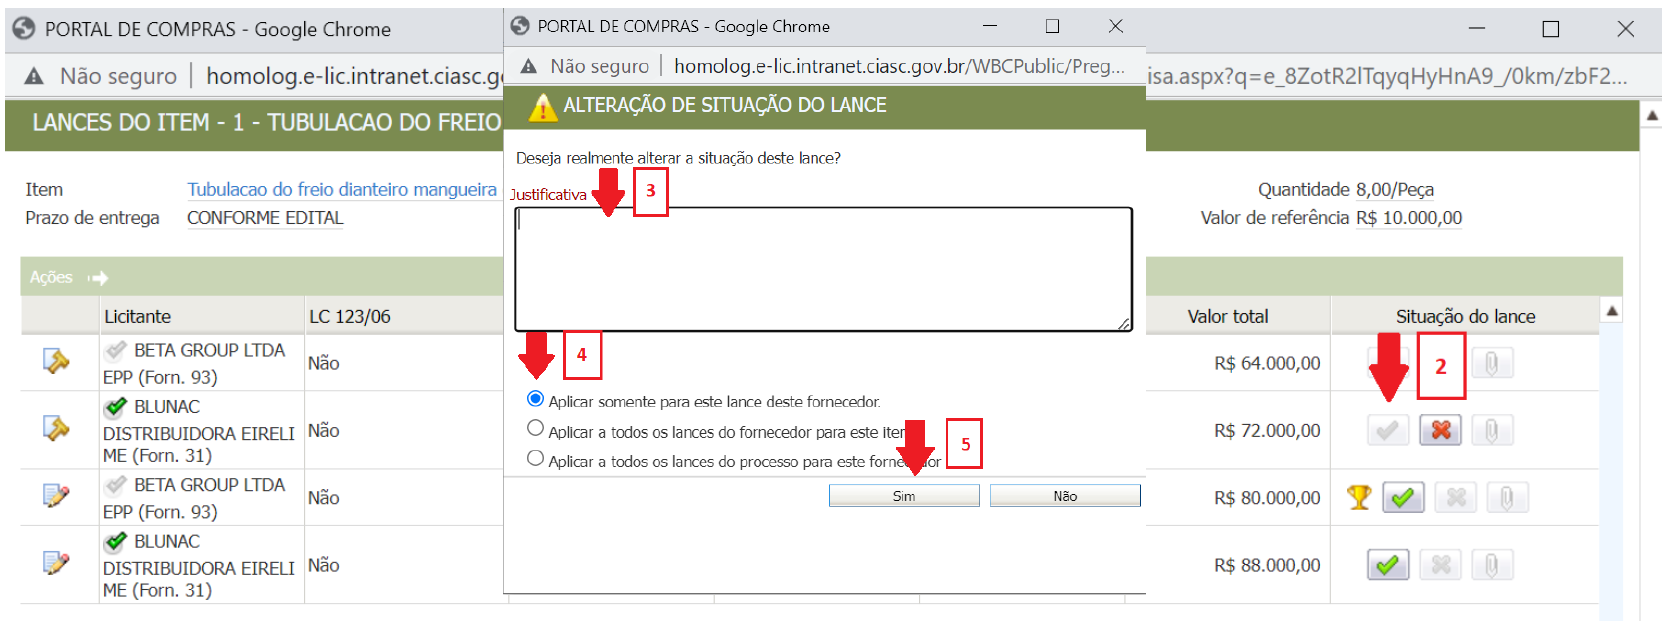 PORTAL DE COMPRAS - Google Chrome
Não seguro | homolog.e-lic.intranet.ciasc.g
isa.aspx?q=e_8ZotR2lTqyqHyHnA9_/0km/zbF2...
LANCES DO ITEM - 1 - TUBULACAO DO FREIO
Item Tubulacao do freio dianteiro mangueira
Prazo de entrega CONFORME EDITAL
Quantidade 8,00/Peça
Valor de referência R$ 10.000,00
Ações
Licitante LC 123/06 Valor total Situação do lance
BETA GROUP LTDA
EPP (Forn. 93) Não R$ 64.000,00
BLUNAC
DISTRIBUIDORA EIRELI Não R$ 72.000,00
ME (Forn. 31)
BETA GROUP LTDA
EPP (Forn. 93) Não R$ 80.000,00
BLUNAC
DISTRIBUIDORA EIRELI Não R$ 88.000,00
ME (Forn. 31)
2
PORTAL DE COMPRAS - Google Chrome
Não seguro | homolog.e-lic.intranet.ciasc.gov.br/WBCPublic/Preg...
ALTERAÇÃO DE SITUAÇÃO DO LANCE
Deseja realmente alterar a situação deste lance?
Justificativa
3
4
Aplicar somente para este lance deste fornecedor.
Aplicar a todos os lances do fornecedor para este iten
Aplicar a todos os lances do processo para este fornecedor
5
Sim Não